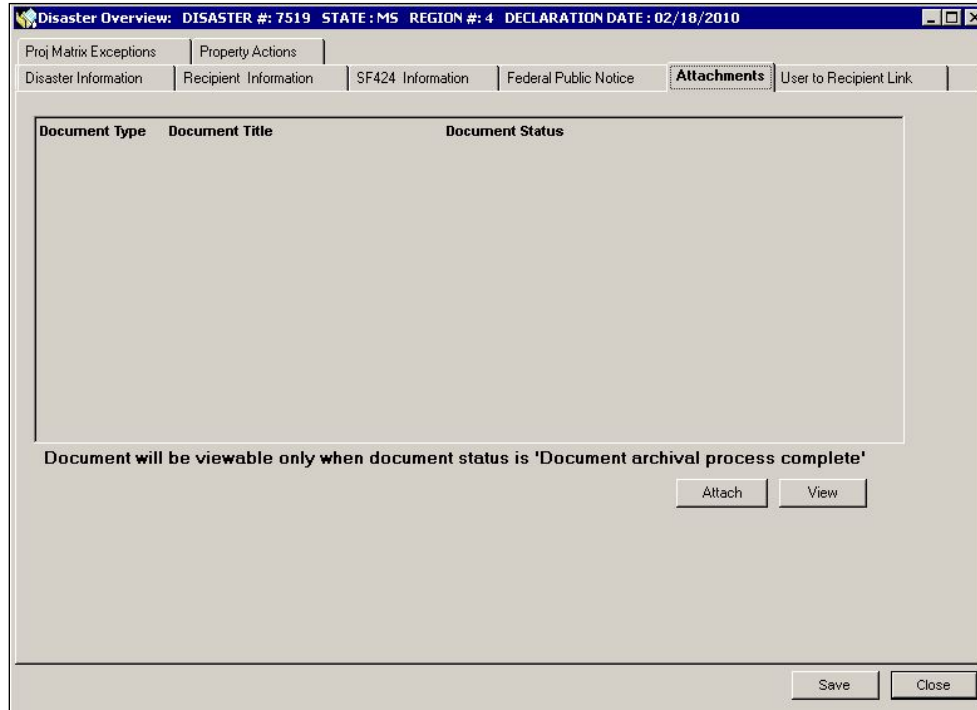 Disaster Overview: DISASTER #: 7519 STATE : MS REGION #: 4 DECLARATION DATE : 02/18/2010
Proj Matrix Exceptions Property Actions
Disaster Information Recipient Information SF424 Information Federal Public Notice Attachments User to Recipient Link
Document Type Document Title Document Status
Document will be viewable only when document status is 'Document archival process complete'
Attach View
Save Close